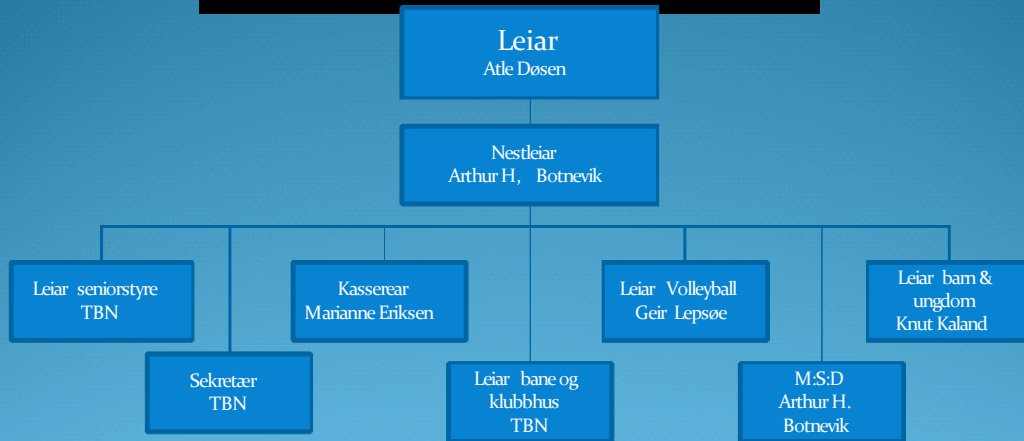 Leiar
Atle Døsen
Nestleiar
Arthur H, Botnevik
Leiar seniorstyre
TBN
Kasserear
Marianne Eriksen
Leiar Volleyball
Geir Lepsøe
Leiar barn &
ungdom
Knut Kaland
Sekretær
TBN
Leiar bane og
klubbhus
TBN
M:S:D
Arthur H.
Botnevik